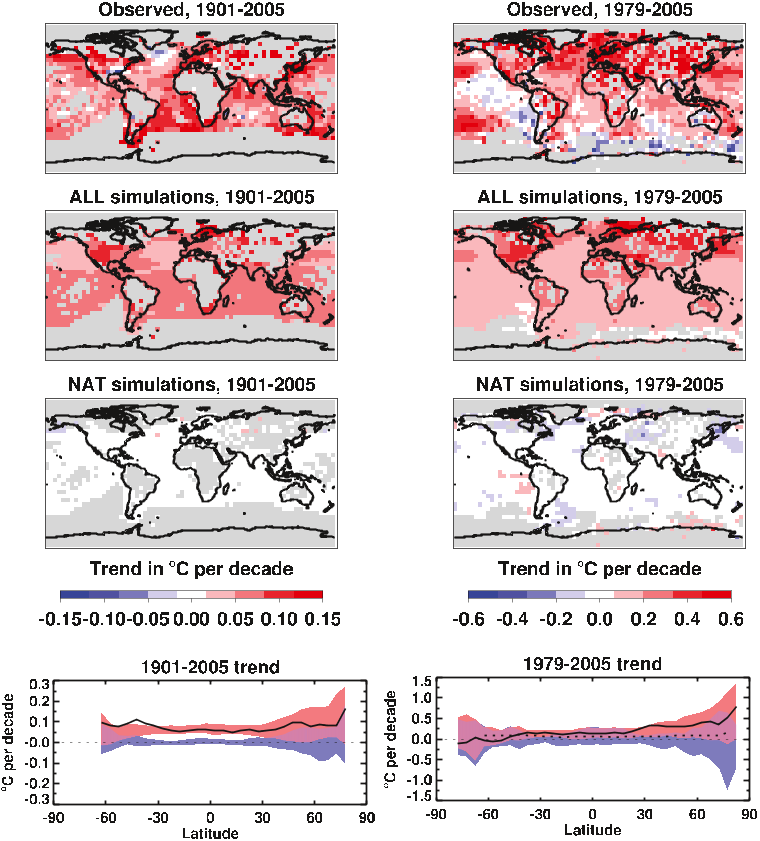 Observed, 1901-2005
Observed, 1979-2005
ALL simulations, 1901-2005
ALL simulations, 1979-2005
NAT simulations, 1901-2005
NAT simulations, 1979-2005
Trend in °C per decade
Trend in °C per decade
-0.15-0.10-0.05 0.00 0.05 0.10 0.15
-0.6 -0.4 -0.2 0.0 0.2 0.4 0.6
1901-2005 trend
1979-2005 trend
°C per decade
0.3
0.2
0.1
-0.0
-0.1
-0.2
-0.3
-90 -60 -30 0 30 60 90
Latitude
°C per decade
1.5
1.0
0.5
0.0
-0.5
-1.0
-1.5
-90 -60 -30 0 30 60 90
Latitude